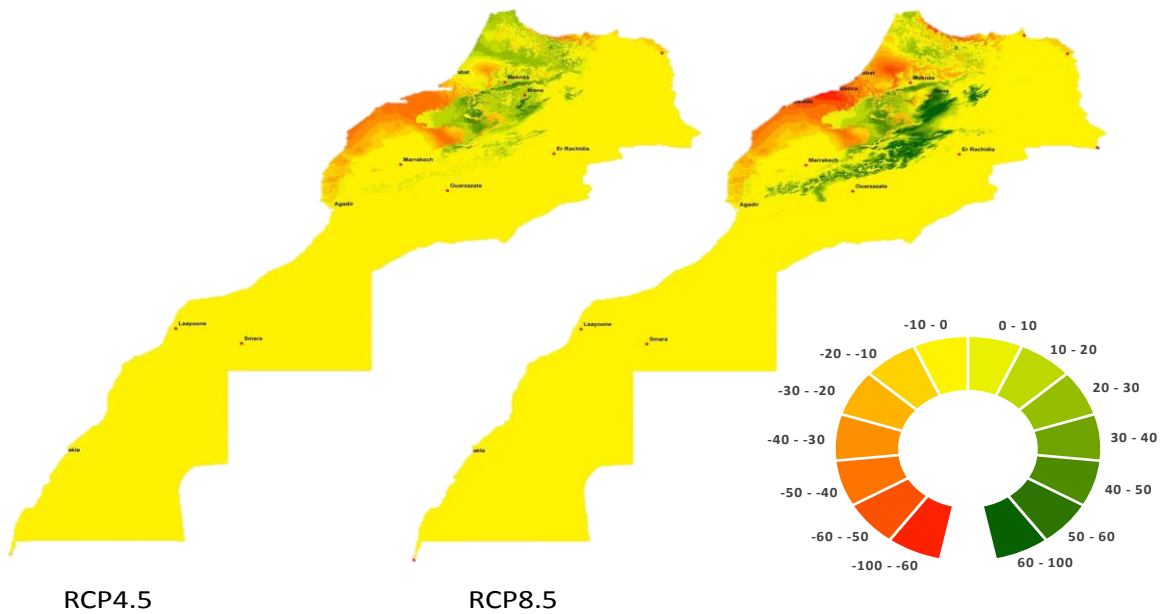 abat
Meknès
Er Rachidia
Marrakech
Ouarzazate
Agadir
Laayoune
Smara
akla
RCP4.5
abat
Meknès
anca
Er Rachidia
Marrakech
Ouarzazate
Agadir
Laayoune
Smara
akla
RCP8.5
-10 - 0
0 - 10
-20 - -10
10 - 20
-30 - -20
20 - 30
-40 - -30
30 - 40
-50 - -40
40 - 50
-60 - -50
50 - 60
-100 - -60
60 - 100